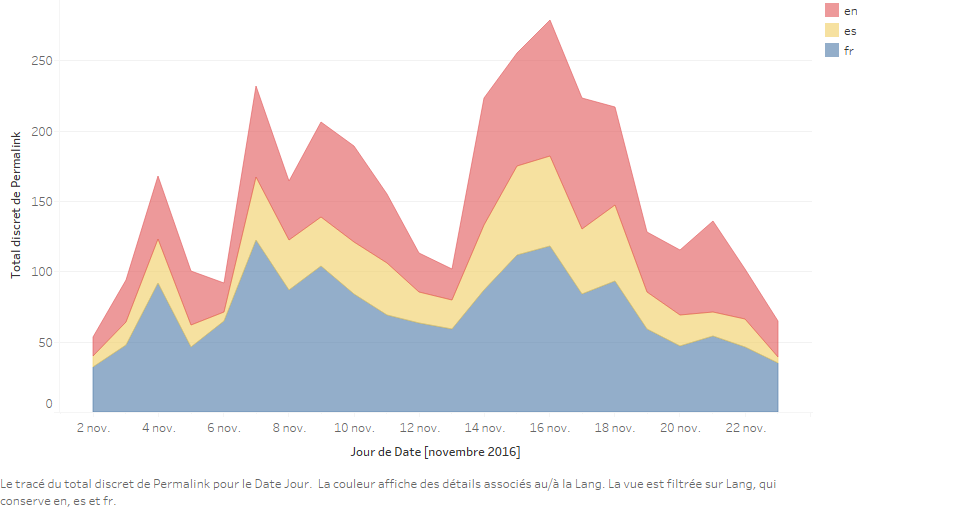 en
es
fr
250
200
150
100
50
0
Total discret de Permalink
2 nov. 4 nov. 6 nov. 8 nov. 10 nov. 12 nov. 14 nov. 16 nov. 18 nov. 20 nov. 22 nov.
Jour de Date [novembre 2016]
Le tracé du total discret de Permalink pour le Date Jour. La couleur affiche des détails associés au/à la Lang. La vue est filtrée sur Lang, qui
conserve en, es et fr.